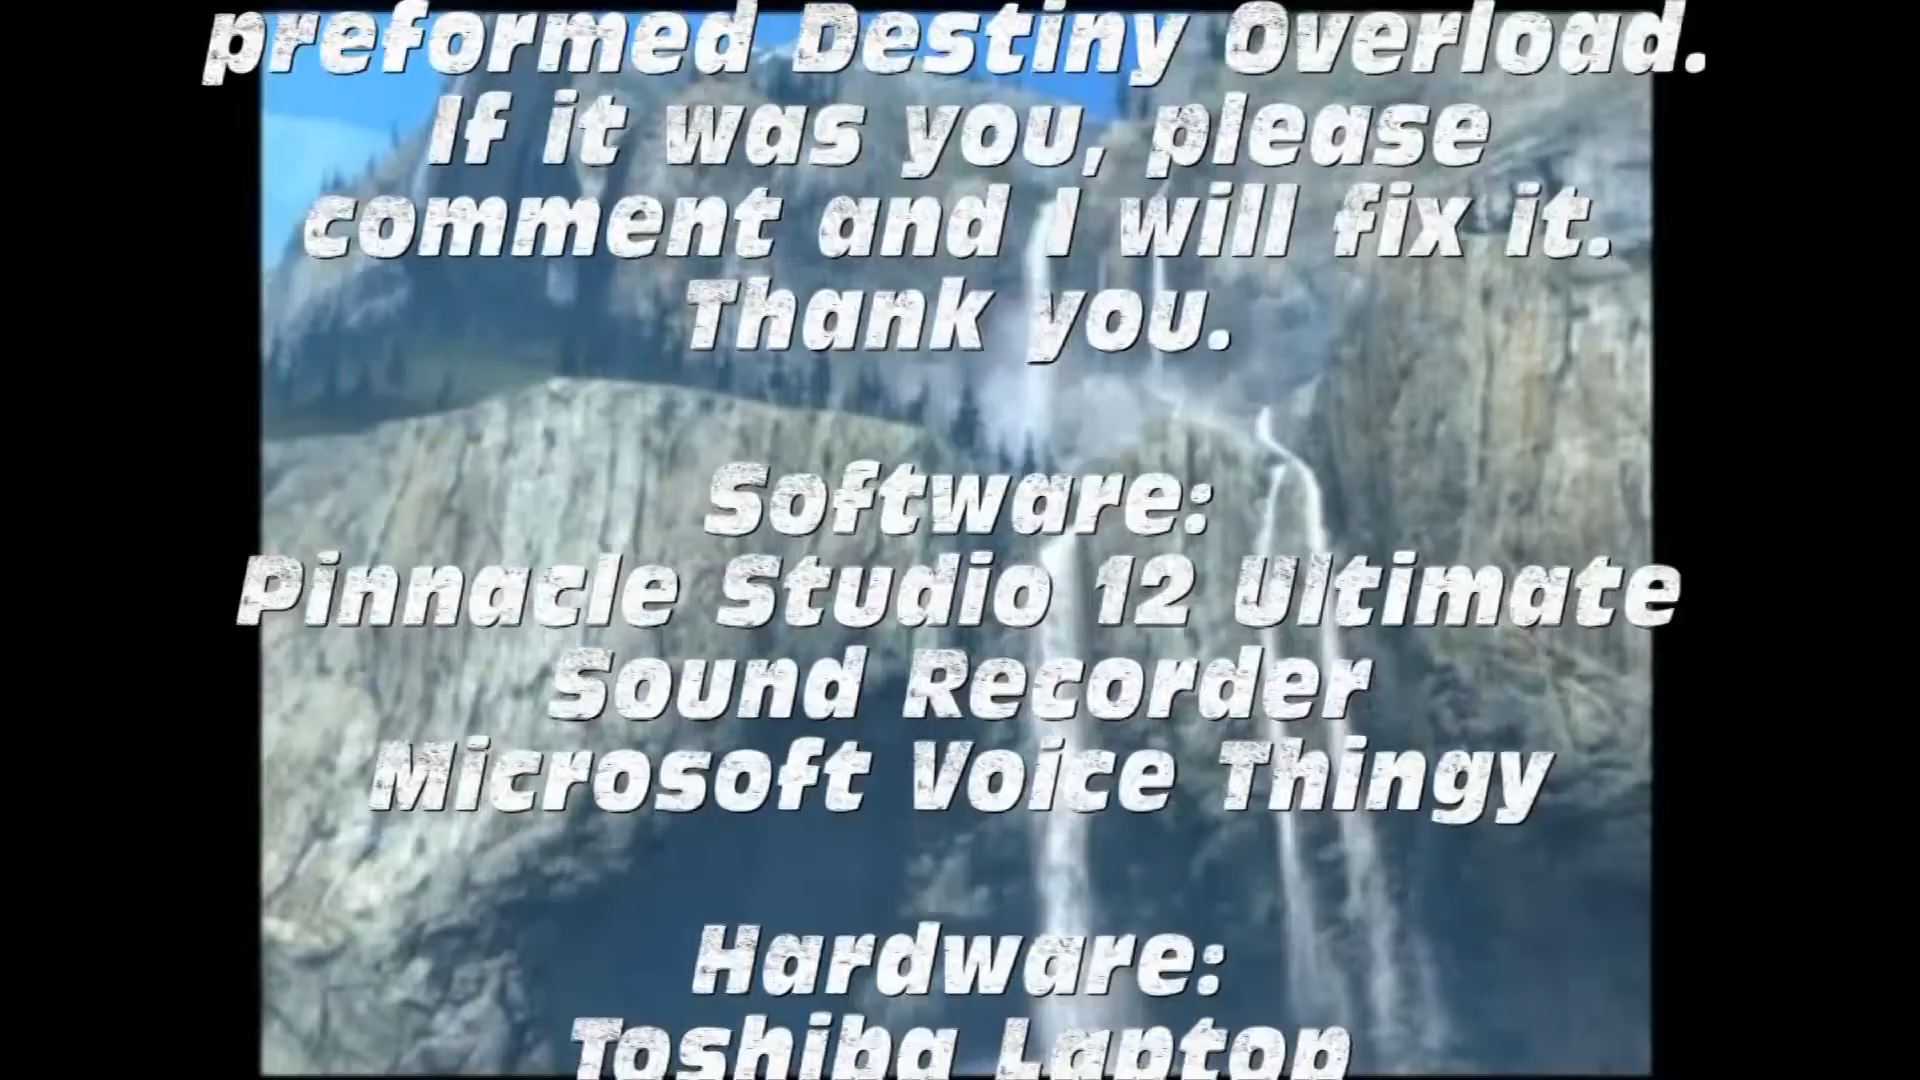 preformed Destiny Overload.
If it was you, please
comment and I will fix it.
Thank you.
Software:
Pinnacle Studio 12 Ultimate
Sound Recorder
Microsoft Voice Thingy
Hardware:
Toshiba Laptop